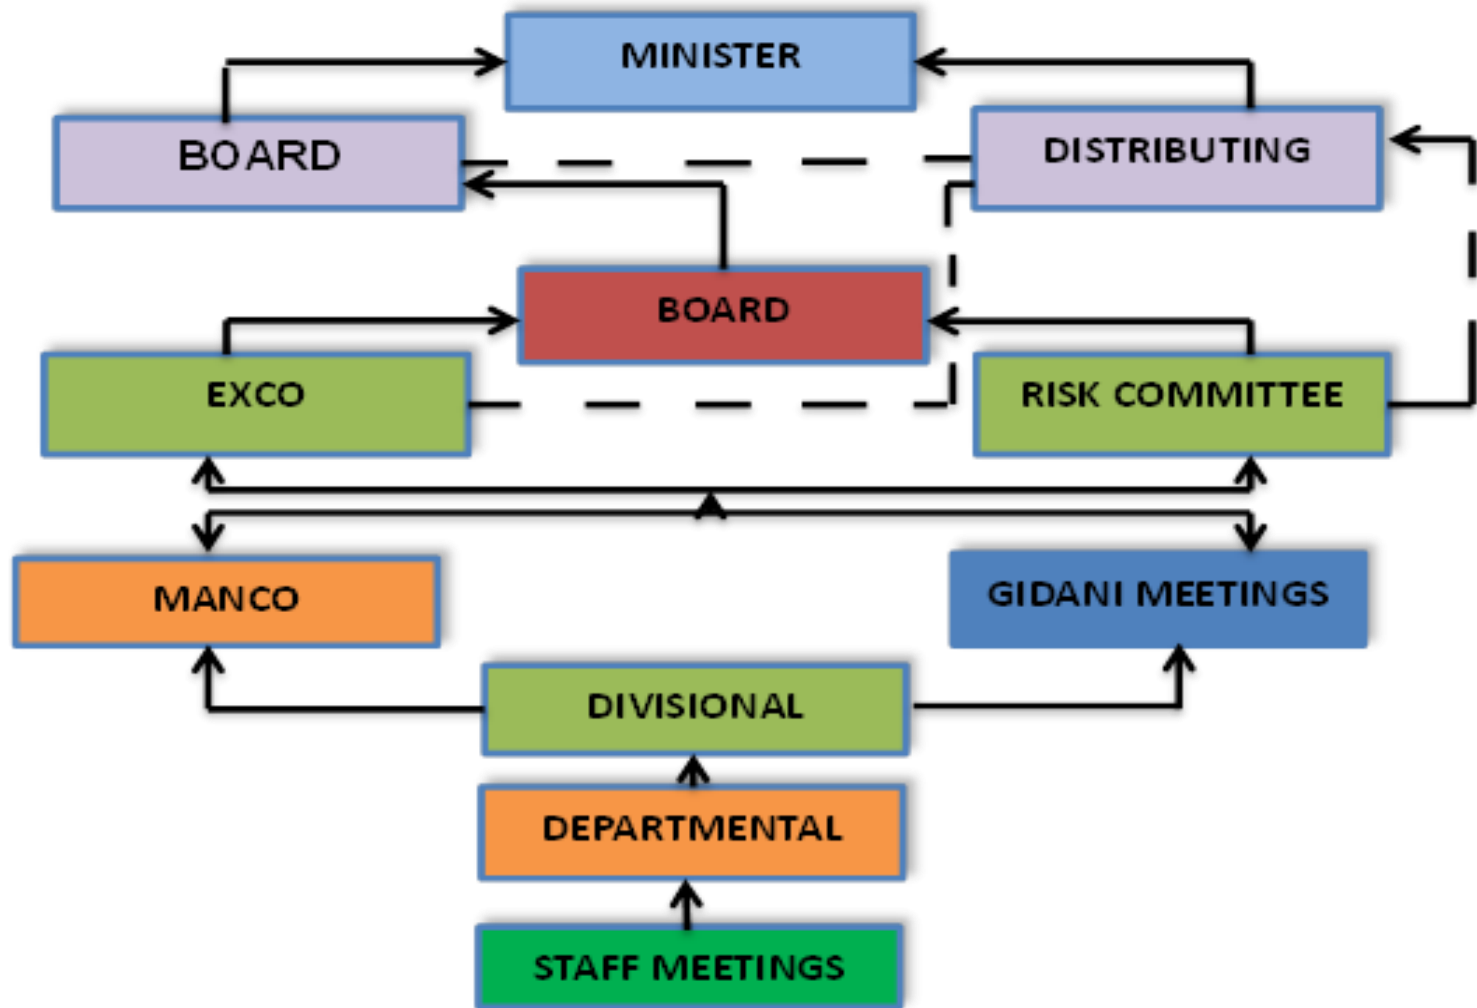 MINISTER
BOARD
DISTRIBUTING
BOARD
EXCO
RISK COMMITTEE
MANCO
GIDANI MEETINGS
DIVISIONAL
DEPARTMENTAL
STAFF MEETINGS